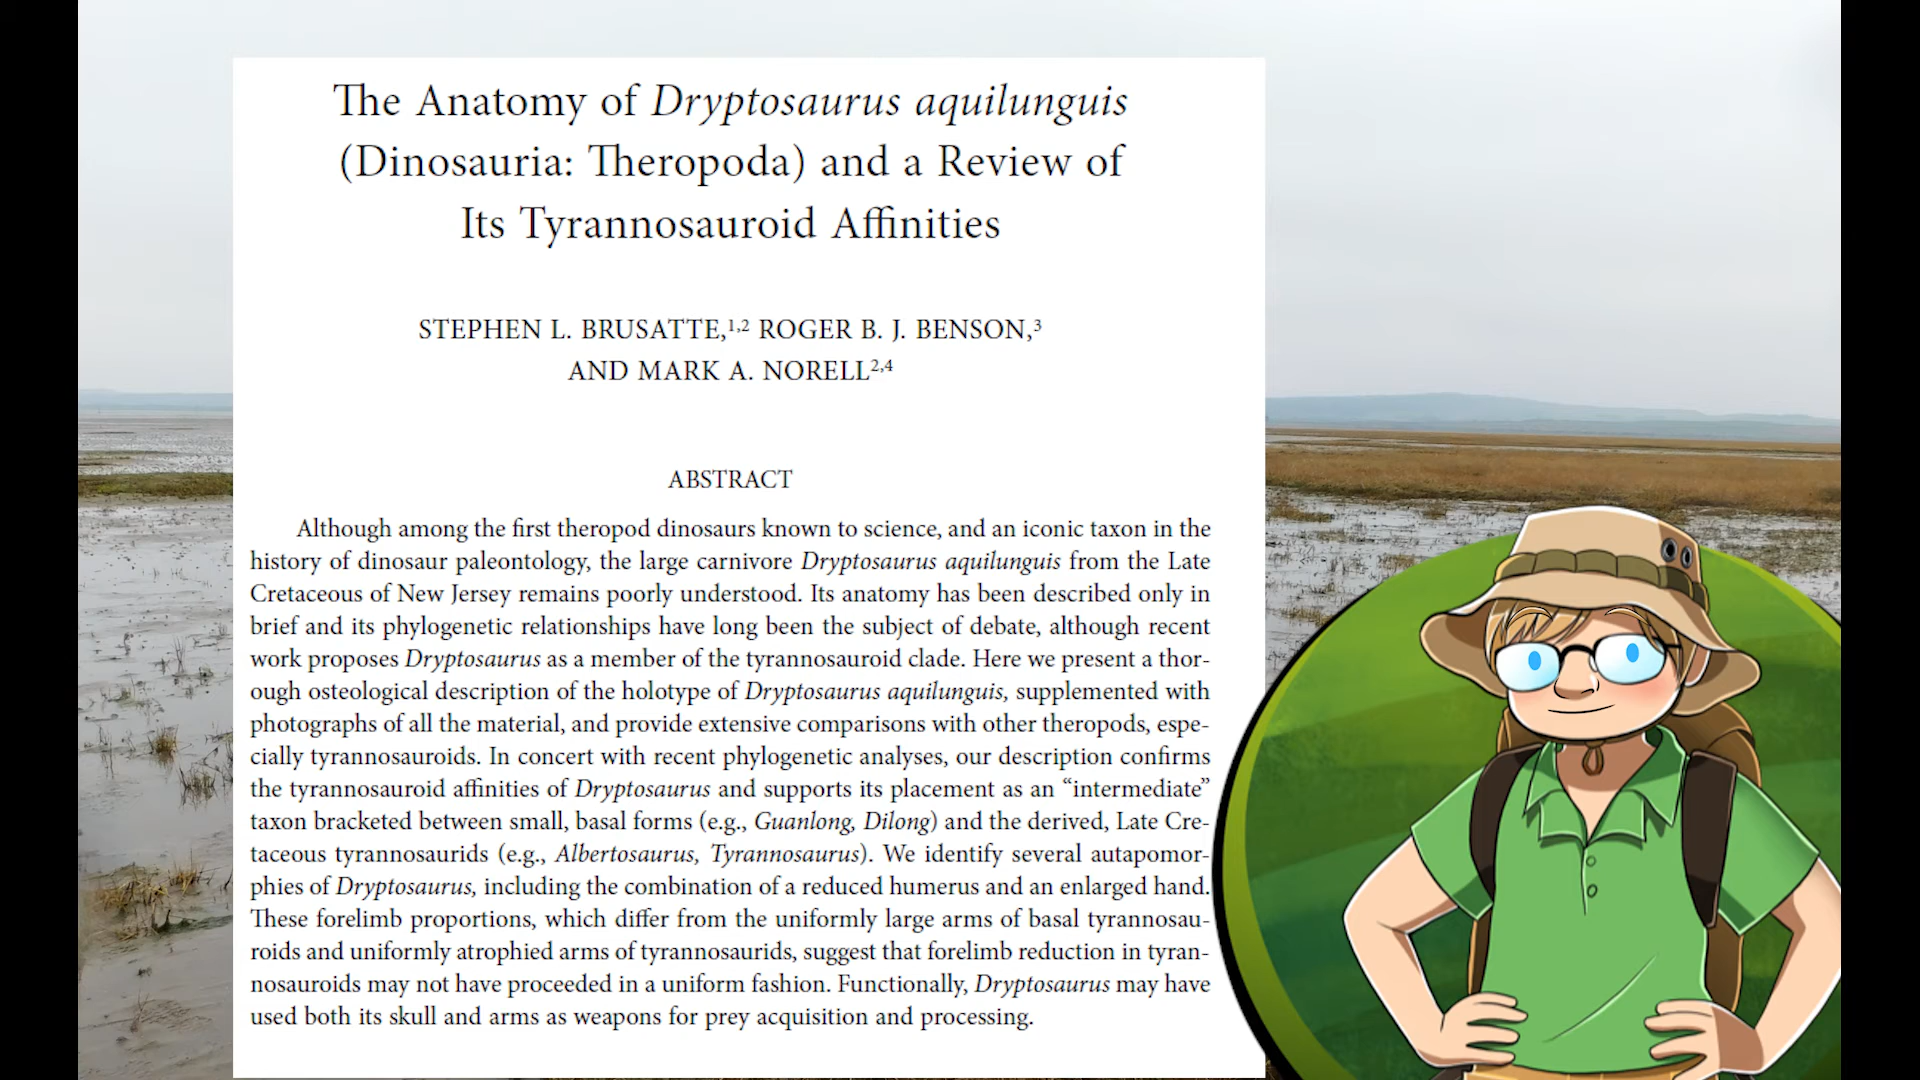 The Anatomy of Dryptosaurus aquilunguis
(Dinosauria: Theropoda) and a Review of
Its Tyrannosauroid Affinities
STEPHEN L. BRUSATTE,1,2 ROGER B. J. BENSON,3
AND MARK A. NORELL2,4
ABSTRACT
Although among the first theropod dinosaurs known to science, and an iconic taxon in the
history of dinosaur paleontology, the large carnivore Dryptosaurus aquilunguis from the Late
Cretaceous of New Jersey remains poorly understood. Its anatomy has been described only in
brief and its phylogenetic relationships have long been the subject of debate, although recent
work proposes Dryptosaurus as a member of the tyrannosauroid clade. Here we present a thor-
ough osteological description of the holotype of Dryptosaurus aquilunguis, supplemented with
photographs of all the material, and provide extensive comparisons with other theropods, espe-
cially tyrannosauroids. In concert with recent phylogenetic analyses, our description confirms
the tyrannosauroid affinities of Dryptosaurus and supports its placement as an “intermediate”
taxon bracketed between small, basal forms (e.g., Guanlong, Dilong) and the derived, Late Cre-
taceous tyrannosaurids (e.g., Albertosaurus, Tyrannosaurus). We identify several autapomor-
phies of Dryptosaurus, including the combination of a reduced humerus and an enlarged hand.
These forelimb proportions, which differ from the uniformly large arms of basal tyrannosau-
roids and uniformly atrophied arms of tyrannosaurids, suggest that forelimb reduction in tyran-
nosauroids may not have proceeded in a uniform fashion. Functionally, Dryptosaurus may have
used both its skull and arms as weapons for prey acquisition and processing.